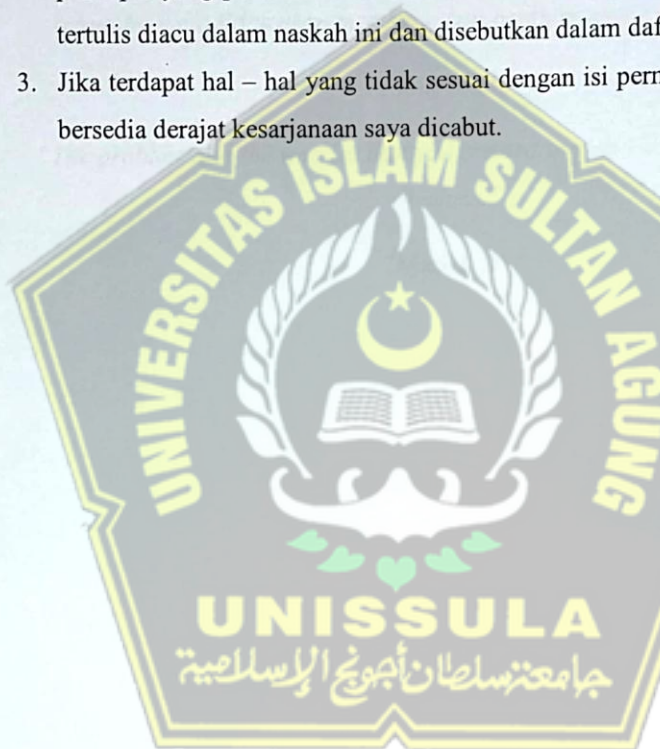 tertulis diacu dalam naskah ini dan disebutkan dalam daf
3. Jika terdapat hal – hal yang tidak sesuai dengan isi pern
bersedia derajat kesarjanaan saya dicabut.
UNIVERSITAS ISLAM SULTAN AGUNG
UNISSULA
جامعة سلطان أجونج الإسلامية